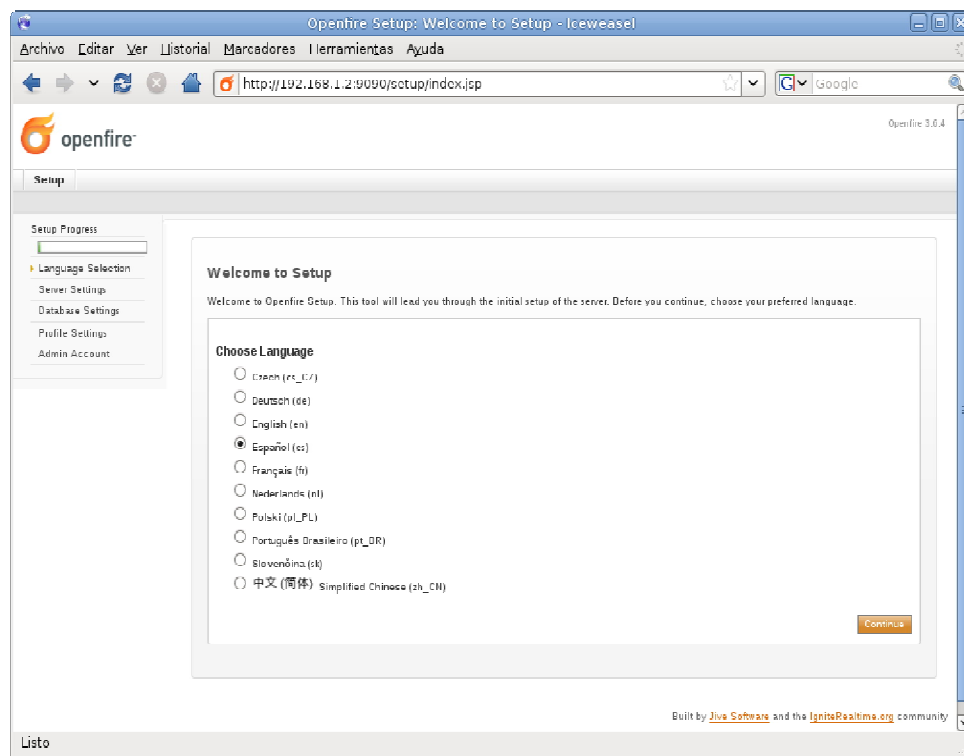 Openfire Setup: Welcome to Setup - Iceweasel
Archivo Editar Ver Historial Marcadores Herramientas Ayuda
http://192.168.1.2:9090/setup/index.jsp
G Google
openfire
Openfire 3.6.4
Setup
Setup Progress
Language Selection
Server Settings
Database Settings
Profile Settings
Admin Account
Welcome to Setup
Welcome to Openfire Setup. This tool will lead you through the initial setup of the server. Before you continue, choose your preferred language.
Choose Language
Czech (cs_CZ)
Deutsch (de)
English (en)
Español (es)
Français (fr)
Nederlands (nl)
Polski (pl_PL)
Português Brasileiro (pt_BR)
Slovenčina (sk)
中文 (简体) Simplified Chinese (zh_CN)
Continue
Built by Jive Software and the IgniteRealtime.org community
Listo